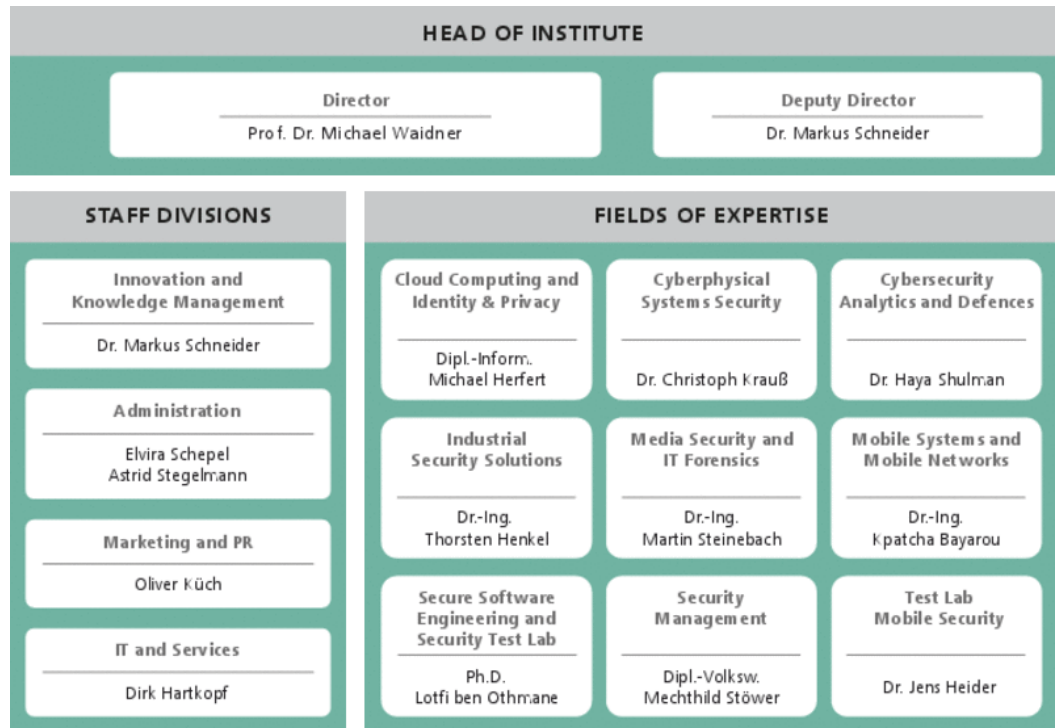 HEAD OF INSTITUTE
Director
Prof. Dr. Michael Waidner
Deputy Director
Dr. Markus Schneider
STAFF DIVISIONS
Innovation and
Knowledge Management
Dr. Markus Schneider
Administration
Elvira Schepel
Astrid Stegelmann
Marketing and PR
Oliver Küch
IT and Services
Dirk Hartkopf
FIELDS OF EXPERTISE
Cloud Computing and
Identity & Privacy
Dipl.-Inform.
Michael Herfert
Cyberphysical
Systems Security
Dr. Christoph Krauß
Cybersecurity
Analytics and Defences
Dr. Haya Shulman
Industrial
Security Solutions
Dr.-Ing.
Thorsten Henkel
Media Security and
IT Forensics
Dr.-Ing.
Martin Steinebach
Mobile Systems and
Mobile Networks
Dr.-Ing.
Kpatcha Bayarou
Secure Software
Engineering and
Security Test Lab
Ph.D.
Lotfi ben Othmane
Security
Management
Dipl.-Volksw.
Mechthild Stöwer
Test Lab
Mobile Security
Dr. Jens Heider